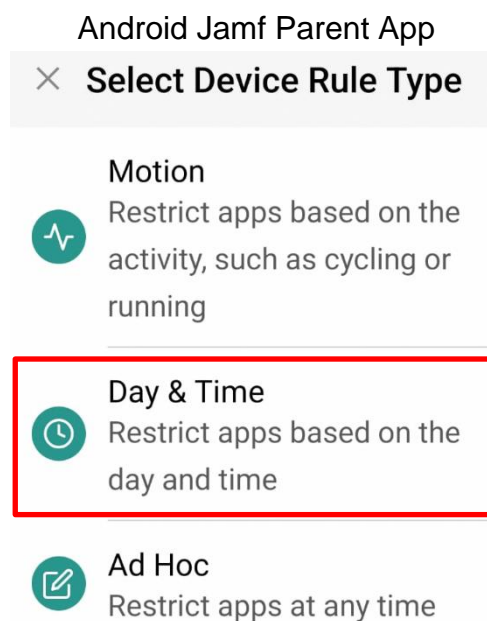 Android Jamf Parent App
Select Device Rule Type
Motion
Restrict apps based on the
activity, such as cycling or
running
Day & Time
Restrict apps based on the
day and time
Ad Hoc
Restrict apps at any time